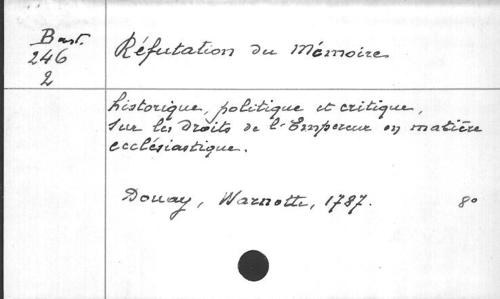 Bast.
246
2
Réfutation du Mémoire
historique, politique et critique,
sur les droits de l'Empereur en matière
ecclésiastique.
Douay, Warnotte, 1787. 8°